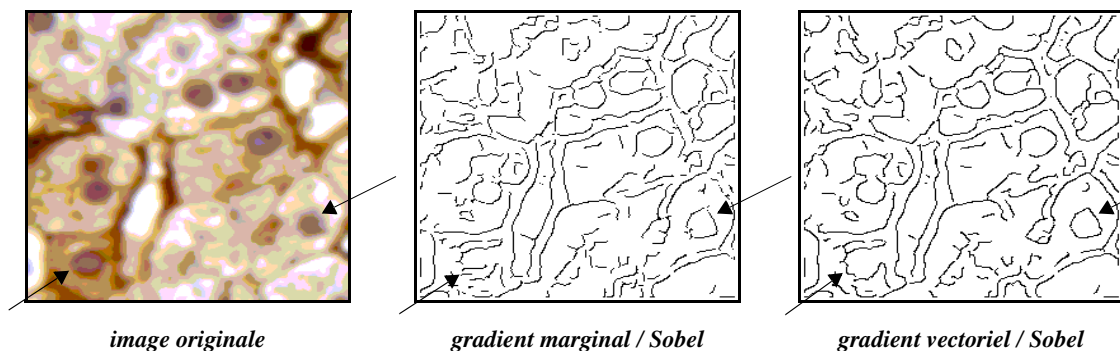 image originale
gradient marginal / Sobel
gradient vectoriel / Sobel